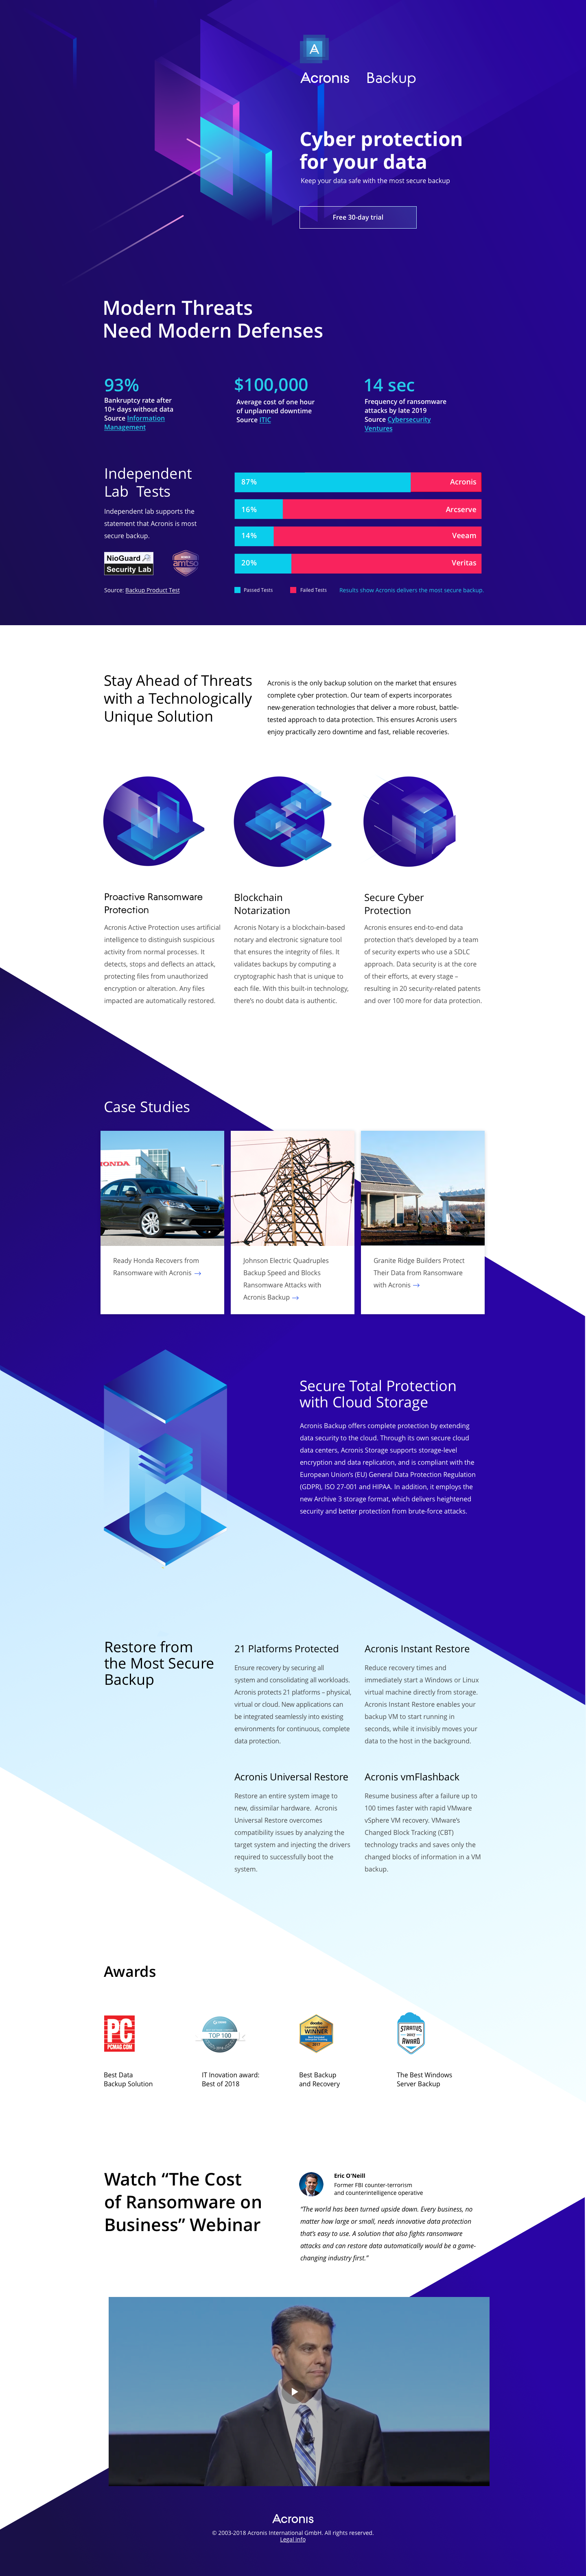 A
Acronis Backup
Cyber protection
for your data
Keep your data safe with the most secure backup
Free 30-day trial
Modern Threats
Need Modern Defenses
93%
Bankruptcy rate after
10+ days without data
Source Information
Management
$100,000
Average cost of one hour
of unplanned downtime
Source ITIC
14 sec
Frequency of ransomware
attacks by late 2019
Source Cybersecurity
Ventures
Independent
Lab Tests
Independent lab supports the
statement that Acronis is most
secure backup.
NioGuard
Security Lab
amtso
Source: Backup Product Test
87% Acronis
16% Arcserve
14% Veeam
20% Veritas
Passed Tests
Failed Tests
Results show Acronis delivers the most secure backup.
Stay Ahead of Threats
with a Technologically
Unique Solution
Acronis is the only backup solution on the market that ensures
complete cyber protection. Our team of experts incorporates
new-generation technologies that deliver a more robust, battle-
tested approach to data protection. This ensures Acronis users
enjoy practically zero downtime and fast, reliable recoveries.
Proactive Ransomware
Protection
Acronis Active Protection uses artificial
intelligence to distinguish suspicious
activity from normal processes. It
detects, stops and deflects an attack,
protecting files from unauthorized
encryption or alteration. Any files
impacted are automatically restored.
Blockchain
Notarization
Acronis Notary is a blockchain-based
notary and electronic signature tool
that ensures the integrity of files. It
validates backups by computing a
cryptographic hash that is unique to
each file. With this built-in technology,
there's no doubt data is authentic.
Secure Cyber
Protection
Acronis ensures end-to-end data
protection that's developed by a team
of security experts who use a SDLC
approach. Data security is at the core
of their efforts, at every stage –
resulting in 20 security-related patents
and over 100 more for data protection.
Case Studies
HONDA
Ready Honda Recovers from
Ransomware with Acronis →
Johnson Electric Quadruples
Backup Speed and Blocks
Ransomware Attacks with
Acronis Backup →
Granite Ridge Builders Protect
Their Data from Ransomware
with Acronis →
Secure Total Protection
with Cloud Storage
Acronis Backup offers complete protection by extending
data security to the cloud. Through its own secure cloud
data centers, Acronis Storage supports storage-level
encryption and data replication, and is compliant with the
European Union's (EU) General Data Protection Regulation
(GDPR), ISO 27-001 and HIPAA. In addition, it employs the
new Archive 3 storage format, which delivers heightened
security and better protection from brute-force attacks.
Restore from
the Most Secure
Backup
21 Platforms Protected
Ensure recovery by securing all
system and consolidating all workloads.
Acronis protects 21 platforms – physical,
virtual or cloud. New applications can
be integrated seamlessly into existing
environments for continuous, complete
data protection.
Acronis Instant Restore
Reduce recovery times and
immediately start a Windows or Linux
virtual machine directly from storage.
Acronis Instant Restore enables your
backup VM to start running in
seconds, while it invisibly moves your
data to the host in the background.
Acronis Universal Restore
Restore an entire system image to
new, dissimilar hardware. Acronis
Universal Restore overcomes
compatibility issues by analyzing the
target system and injecting the drivers
required to successfully boot the
system.
Acronis vmFlashback
Resume business after a failure up to
100 times faster with rapid VMware
vSphere VM recovery. VMware's
Changed Block Tracking (CBT)
technology tracks and saves only the
changed blocks of information in a VM
backup.
Awards
PC
PCMAG.COM
Best Data
Backup Solution
TOP 100
IT Inovation award:
Best of 2018
WINNER
2017
Best Backup
and Recovery
STRATUS
AWARD
The Best Windows
Server Backup
Watch “The Cost
of Ransomware on
Business” Webinar
Eric O'Neill
Former FBI counter-terrorism
and counterintelligence operative
“The world has been turned upside down. Every business, no
matter how large or small, needs innovative data protection
that's easy to use. A solution that also fights ransomware
attacks and can restore data automatically would be a game-
changing industry first.”
Acronis
© 2003-2018 Acronis International GmbH. All rights reserved.
Legal info